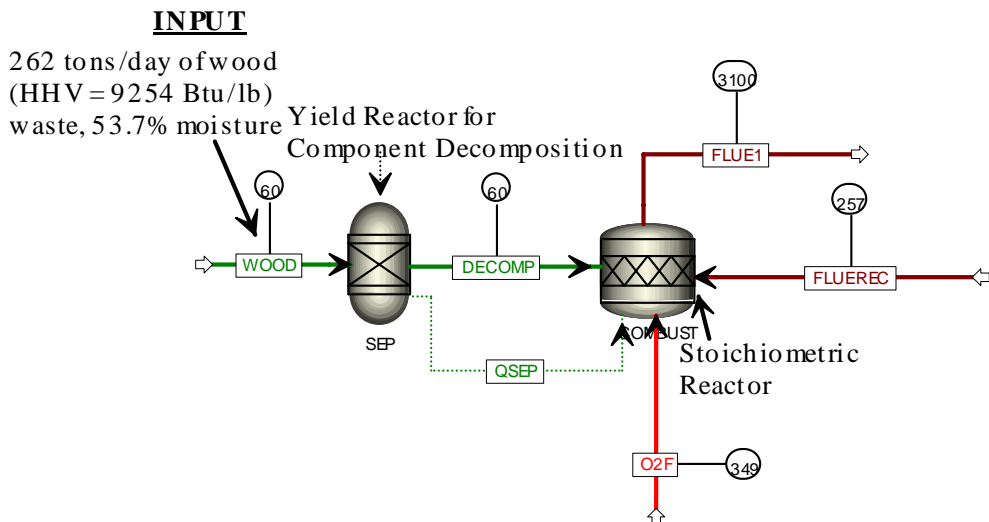 INPUT
262 tons/day of wood
(HHV = 9254 Btu/lb)
waste, 53.7% moisture
Yield Reactor for
Component Decomposition
3100
FLUE1
60
60
257
WOOD
DECOMP
FLUEREC
SEP
COMBUST
QSEP
Stoichiometric
Reactor
O2F
349